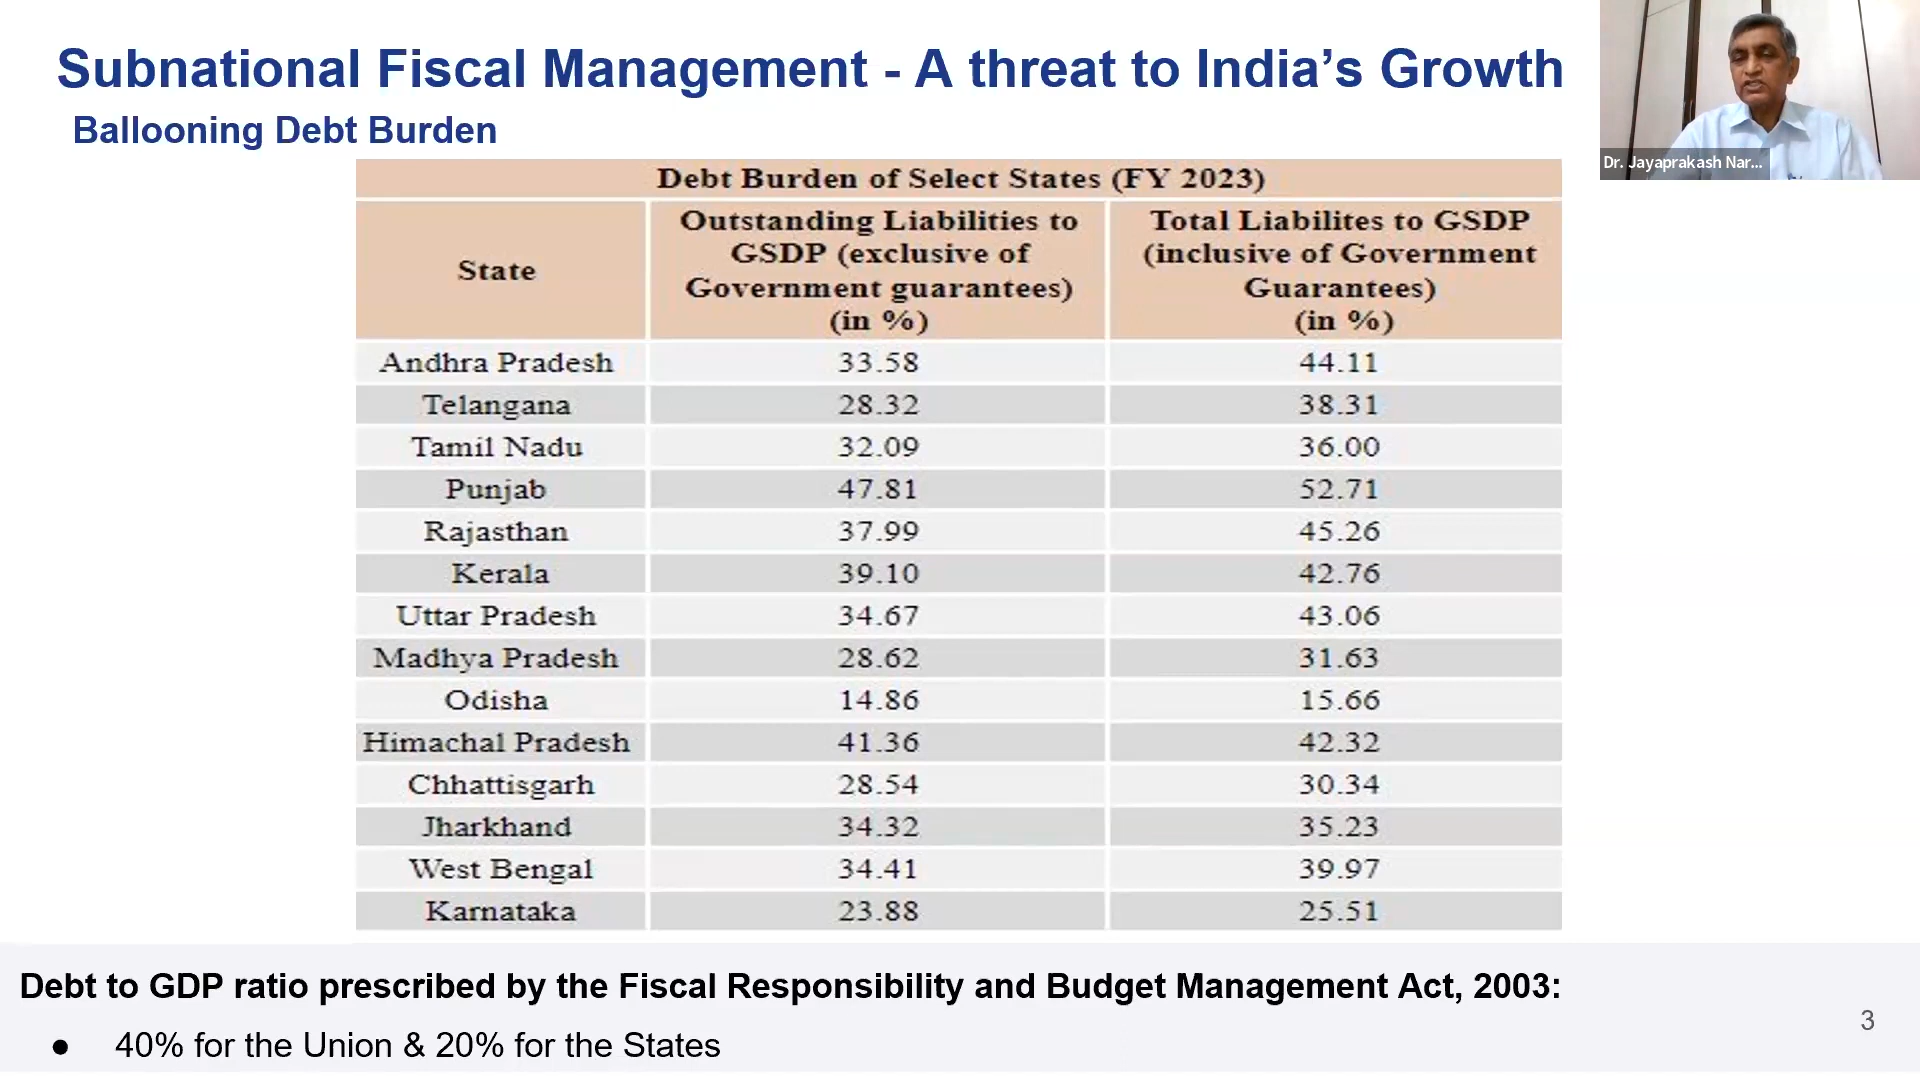 Subnational Fiscal Management - A threat to India’s Growth
Ballooning Debt Burden
Dr. Jayaprakash Nar...
Debt Burden of Select States (FY 2023)
State
Outstanding Liabilities to
GSDP (exclusive of
Government guarantees)
(in %)
Total Liabilites to GSDP
(inclusive of Government
Guarantees)
(in %)
Andhra Pradesh 33.58 44.11
Telangana 28.32 38.31
Tamil Nadu 32.09 36.00
Punjab 47.81 52.71
Rajasthan 37.99 45.26
Kerala 39.10 42.76
Uttar Pradesh 34.67 43.06
Madhya Pradesh 28.62 31.63
Odisha 14.86 15.66
Himachal Pradesh 41.36 42.32
Chhattisgarh 28.54 30.34
Jharkhand 34.32 35.23
West Bengal 34.41 39.97
Karnataka 23.88 25.51
Debt to GDP ratio prescribed by the Fiscal Responsibility and Budget Management Act, 2003:
● 40% for the Union & 20% for the States
3